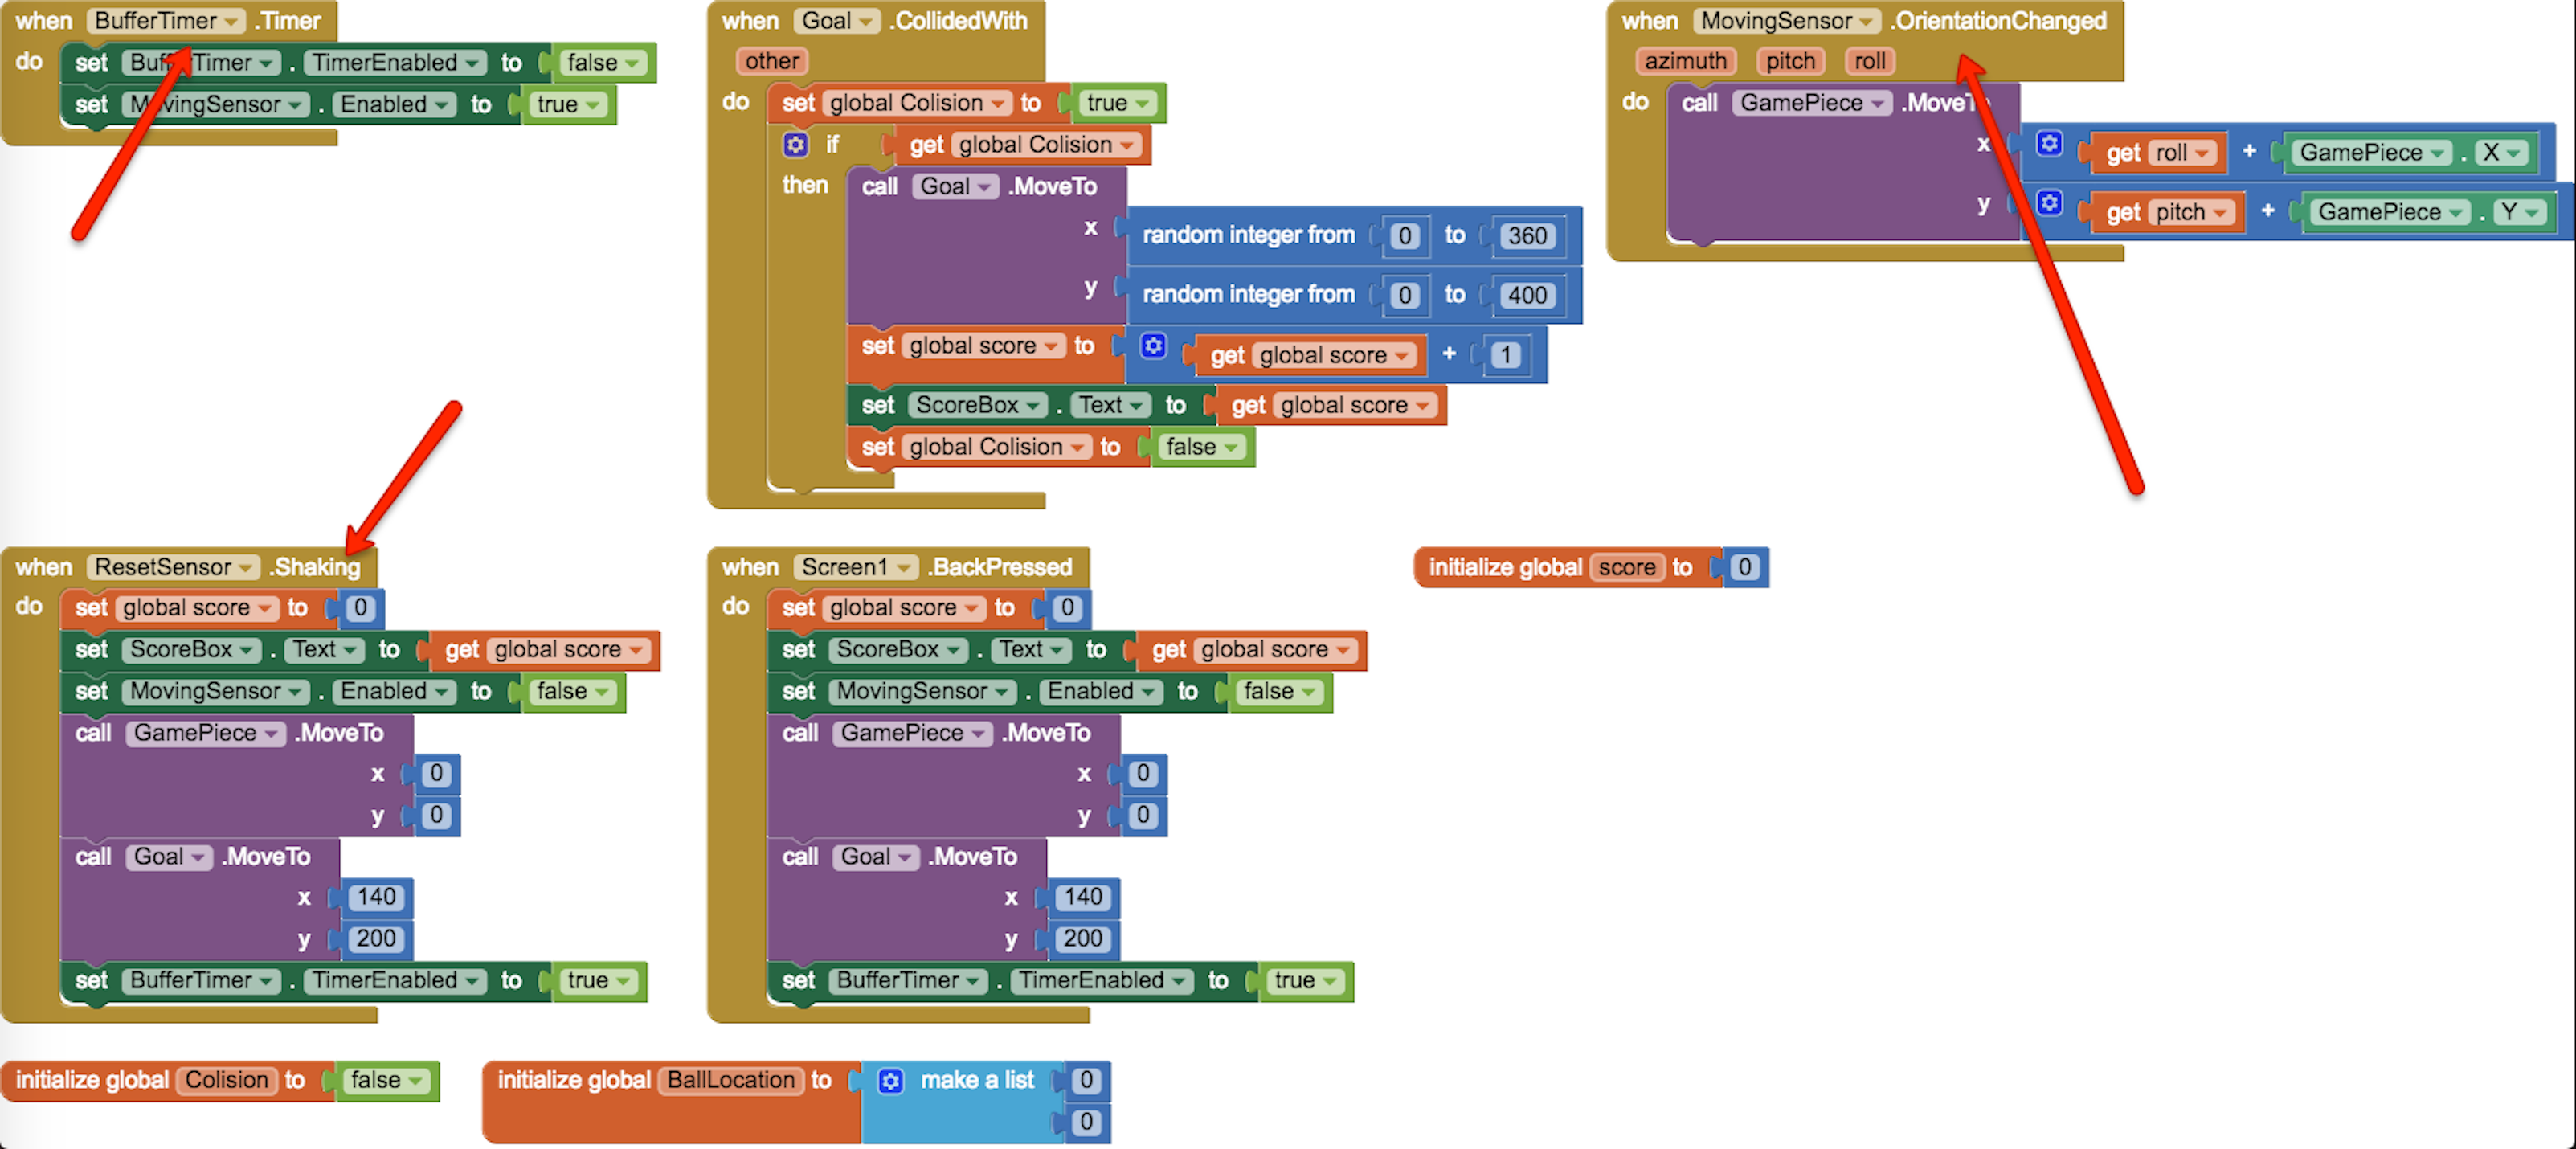 when BufferTimer .Timer
do set BufferTimer . TimerEnabled to false
set MovingSensor . Enabled to true
when Goal .CollidedWith
other
do set global Colision to true
if get global Colision
then call Goal .MoveTo
x random integer from 0 to 360
y random integer from 0 to 400
set global score to get global score + 1
set ScoreBox . Text to get global score
set global Colision to false
when MovingSensor .OrientationChanged
azimuth pitch roll
do call GamePiece .MoveTo
x get roll + GamePiece . X
y get pitch + GamePiece . Y
when ResetSensor .Shaking
do set global score to 0
set ScoreBox . Text to get global score
set MovingSensor . Enabled to false
call GamePiece .MoveTo
x 0
y 0
call Goal .MoveTo
x 140
y 200
set BufferTimer . TimerEnabled to true
when Screen1 .BackPressed
do set global score to 0
set ScoreBox . Text to get global score
set MovingSensor . Enabled to false
call GamePiece .MoveTo
x 0
y 0
call Goal .MoveTo
x 140
y 200
set BufferTimer . TimerEnabled to true
initialize global score to 0
initialize global Colision to false
initialize global BallLocation to make a list 0
0